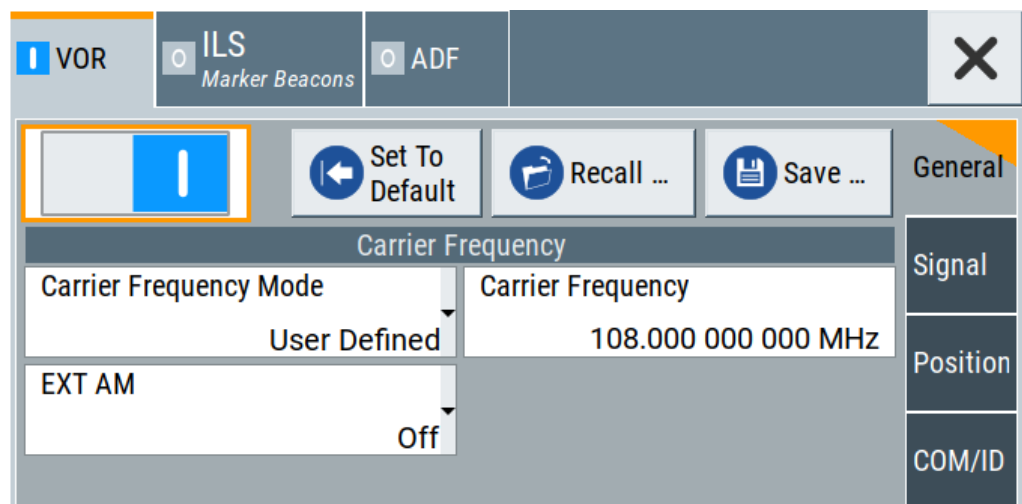 VOR
ILS
Marker Beacons
ADF
Set To
Default
Recall ...
Save ...
General
Carrier Frequency
Signal
Carrier Frequency Mode
Carrier Frequency
User Defined
108.000 000 000 MHz
Position
EXT AM
Off
COM/ID